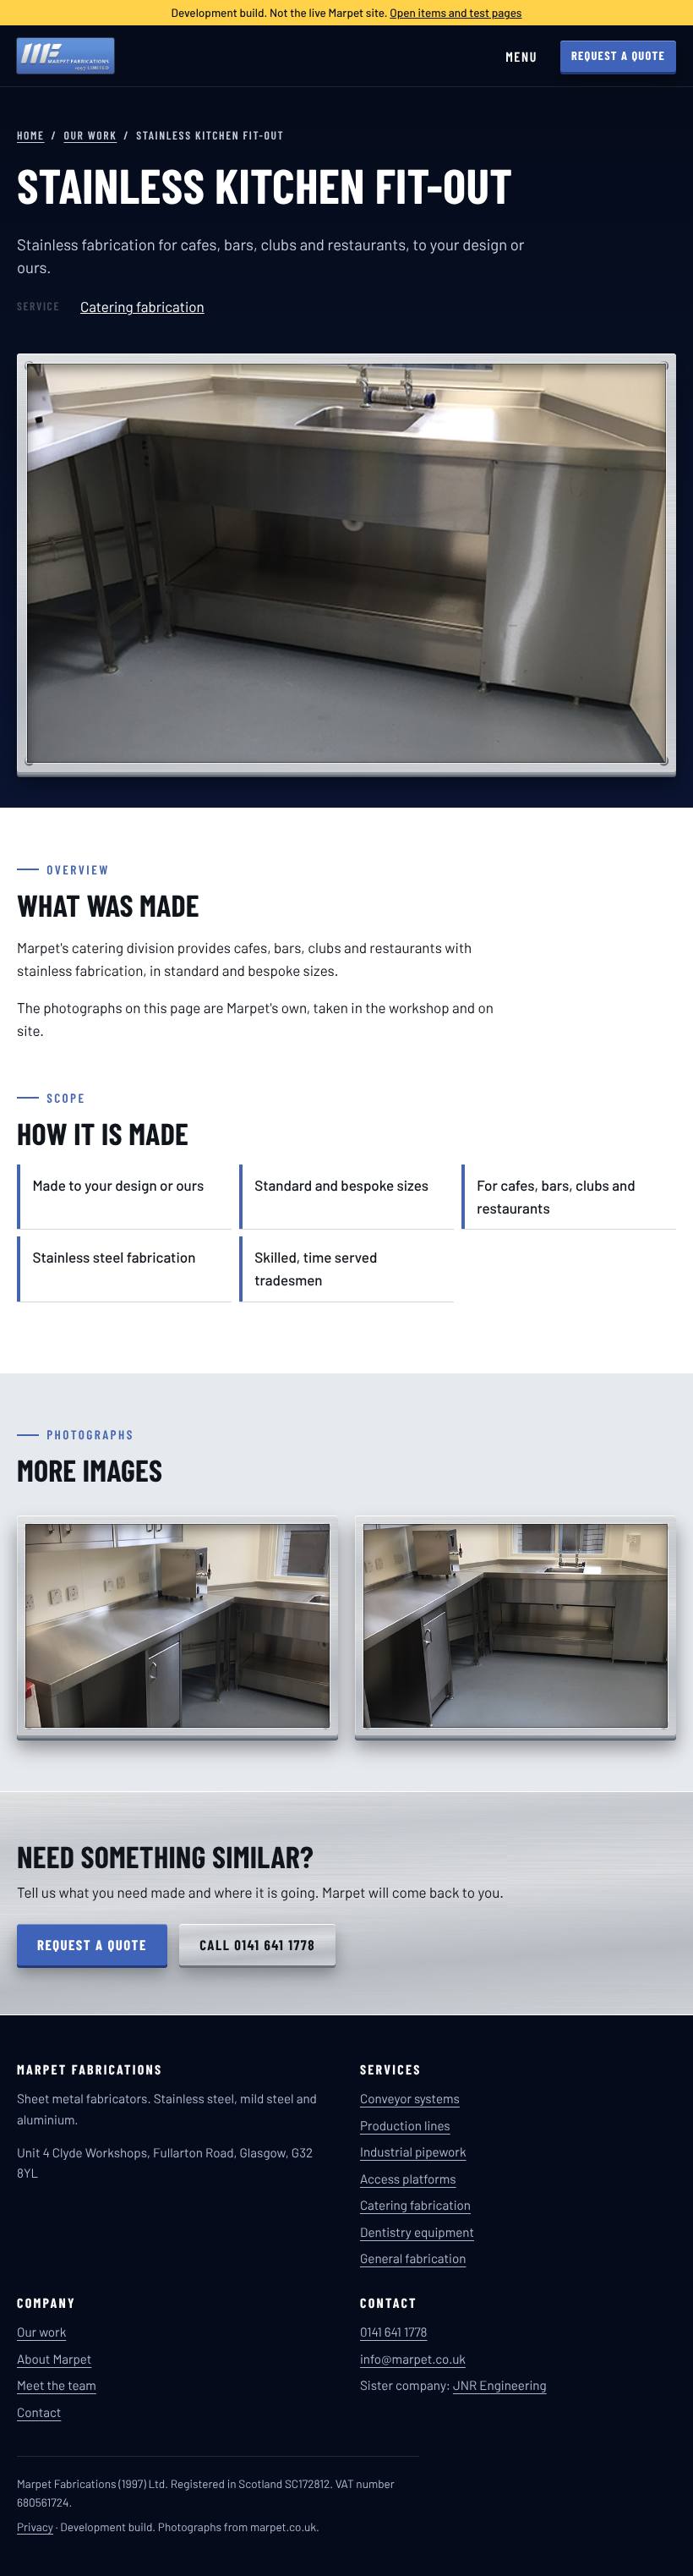 Development build. Not the live Marpet site. Open items and test pages
MARPET FABRICATIONS
(1997) LIMITED
MENU
REQUEST A QUOTE
HOME / OUR WORK / STAINLESS KITCHEN FIT-OUT
STAINLESS KITCHEN FIT-OUT
Stainless fabrication for cafes, bars, clubs and restaurants, to your design or
ours.
SERVICE Catering fabrication
OVERVIEW
WHAT WAS MADE
Marpet's catering division provides cafes, bars, clubs and restaurants with
stainless fabrication, in standard and bespoke sizes.
The photographs on this page are Marpet's own, taken in the workshop and on
site.
SCOPE
HOW IT IS MADE
Made to your design or ours
Standard and bespoke sizes
For cafes, bars, clubs and
restaurants
Stainless steel fabrication
Skilled, time served
tradesmen
PHOTOGRAPHS
MORE IMAGES
NEED SOMETHING SIMILAR?
Tell us what you need made and where it is going. Marpet will come back to you.
REQUEST A QUOTE
CALL 0141 641 1778
MARPET FABRICATIONS
Sheet metal fabricators. Stainless steel, mild steel and
aluminium.
Unit 4 Clyde Workshops, Fullarton Road, Glasgow, G32
8YL
SERVICES
Conveyor systems
Production lines
Industrial pipework
Access platforms
Catering fabrication
Dentistry equipment
General fabrication
COMPANY
Our work
About Marpet
Meet the team
Contact
CONTACT
0141 641 1778
info@marpet.co.uk
Sister company: JNR Engineering
Marpet Fabrications (1997) Ltd. Registered in Scotland SC172812. VAT number
680561724.
Privacy · Development build. Photographs from marpet.co.uk.